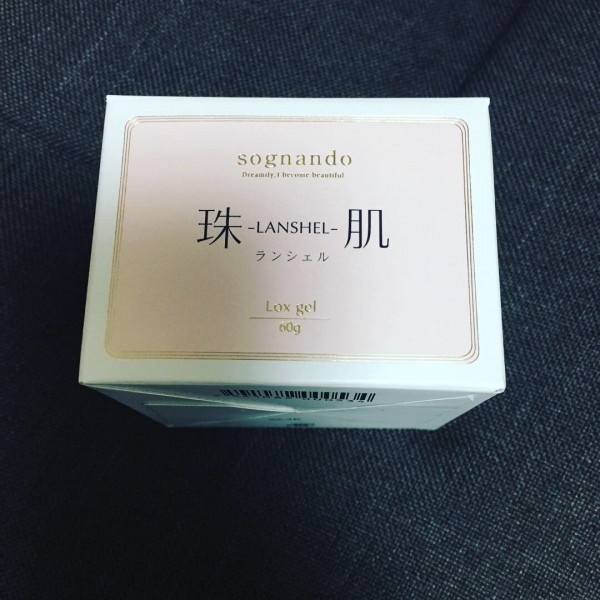 sognando
Dreamily, I become beautiful
珠 -LANSHEL- 肌
ランシェル
Lox gel
60g